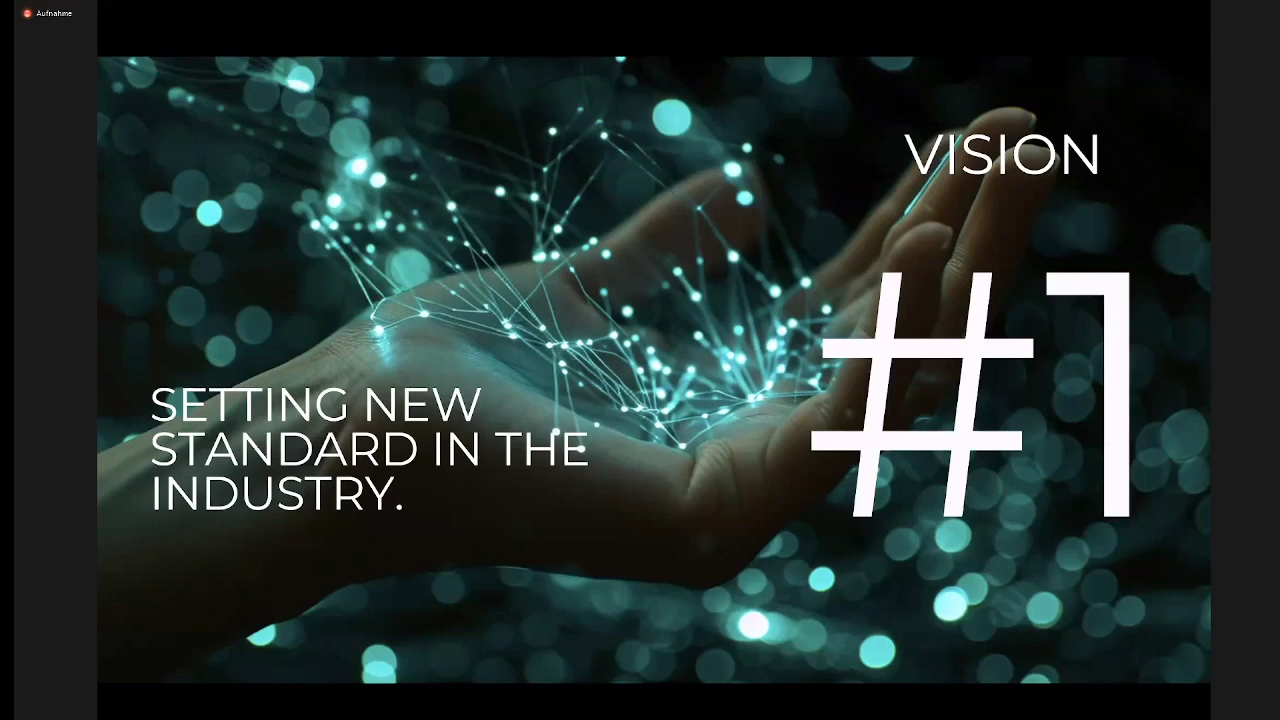 Aufnahme
VISION
#1
SETTING NEW
STANDARD IN THE
INDUSTRY.